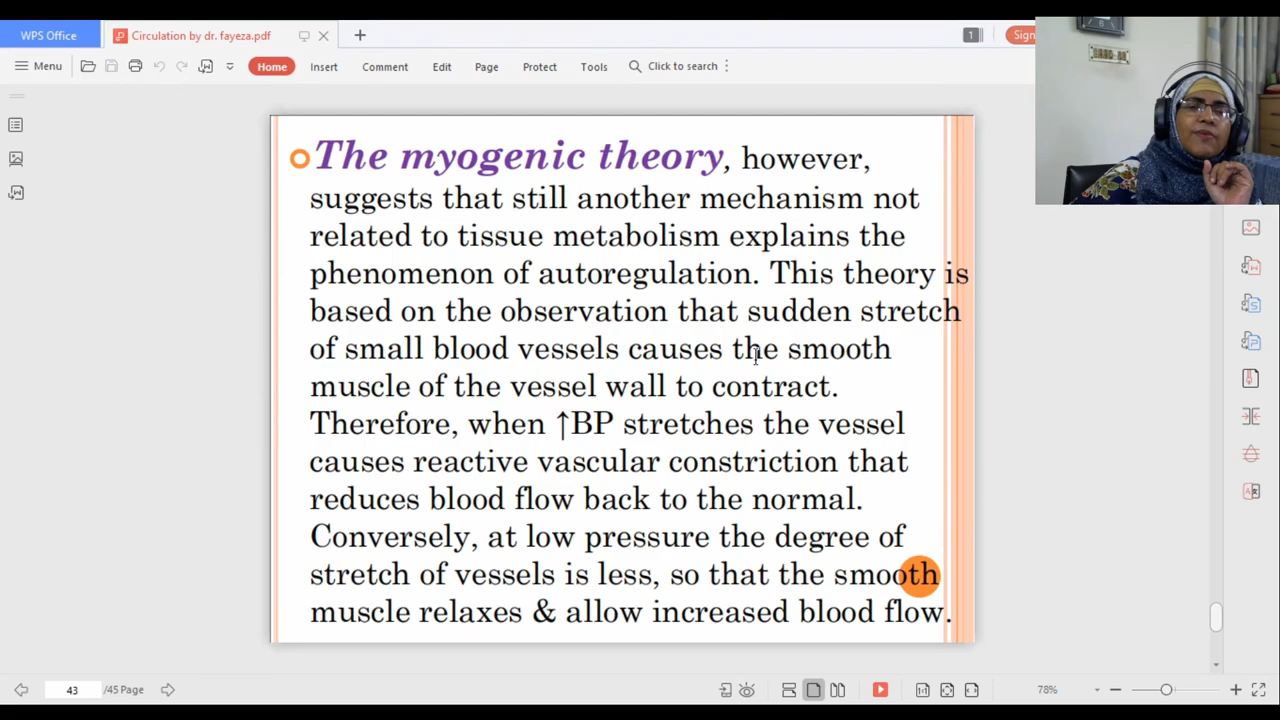 WPS Office
Circulation by dr. fayeza.pdf
1
Sign
Menu
Home
Insert
Comment
Edit
Page
Protect
Tools
Click to search
The myogenic theory, however,
suggests that still another mechanism not
related to tissue metabolism explains the
phenomenon of autoregulation. This theory is
based on the observation that sudden stretch
of small blood vessels causes the smooth
muscle of the vessel wall to contract.
Therefore, when ↑BP stretches the vessel
causes reactive vascular constriction that
reduces blood flow back to the normal.
Conversely, at low pressure the degree of
stretch of vessels is less, so that the smooth
muscle relaxes & allow increased blood flow.
43 /45 Page
78%